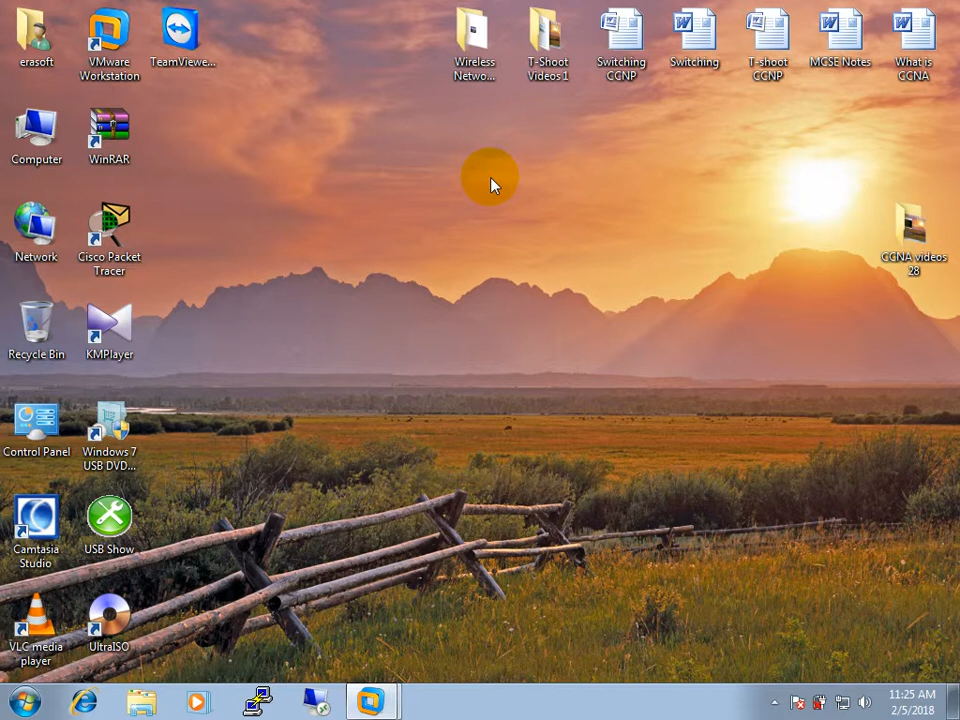 erasoft
VMware
Workstation
TeamViewe...
Wireless
Netwo...
T-Shoot
Videos 1
Switching
CCNP
Switching
T-shoot
CCNP
MCSE Notes
What is
CCNA
Computer
WinRAR
Network
Cisco Packet
Tracer
CCNA videos
28
Recycle Bin
KMPlayer
Control Panel
Windows 7
USB DVD...
Camtasia
Studio
USB Show
VLC media
player
UltraISO
11:25 AM
2/5/2018